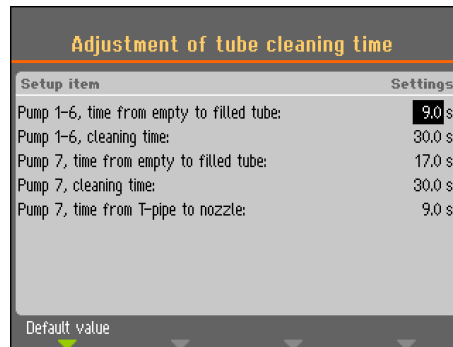 Adjustment of tube cleaning time
Setup item Settings
Pump 1-6, time from empty to filled tube: 9.0 s
Pump 1-6, cleaning time: 30.0 s
Pump 7, time from empty to filled tube: 17.0 s
Pump 7, cleaning time: 30.0 s
Pump 7, time from T-pipe to nozzle: 9.0 s
Default value